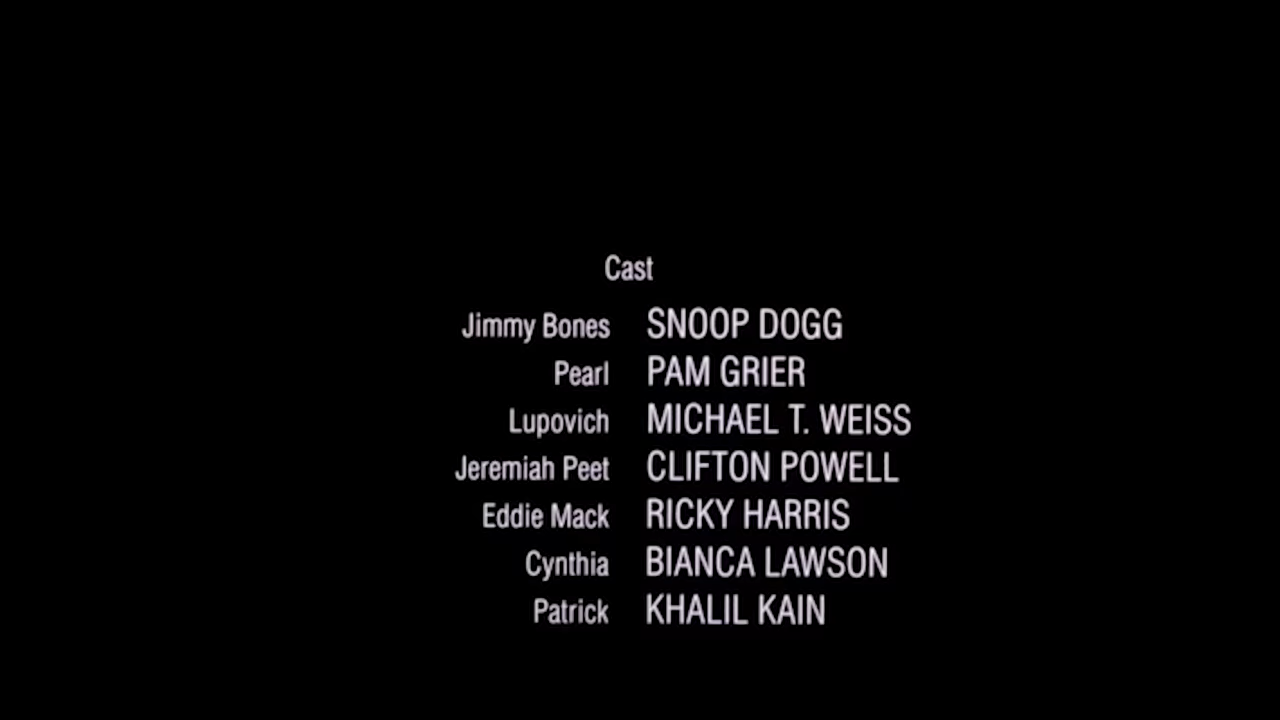 Cast
Jimmy Bones SNOOP DOGG
Pearl PAM GRIER
Lupovich MICHAEL T. WEISS
Jeremiah Peet CLIFTON POWELL
Eddie Mack RICKY HARRIS
Cynthia BIANCA LAWSON
Patrick KHALIL KAIN